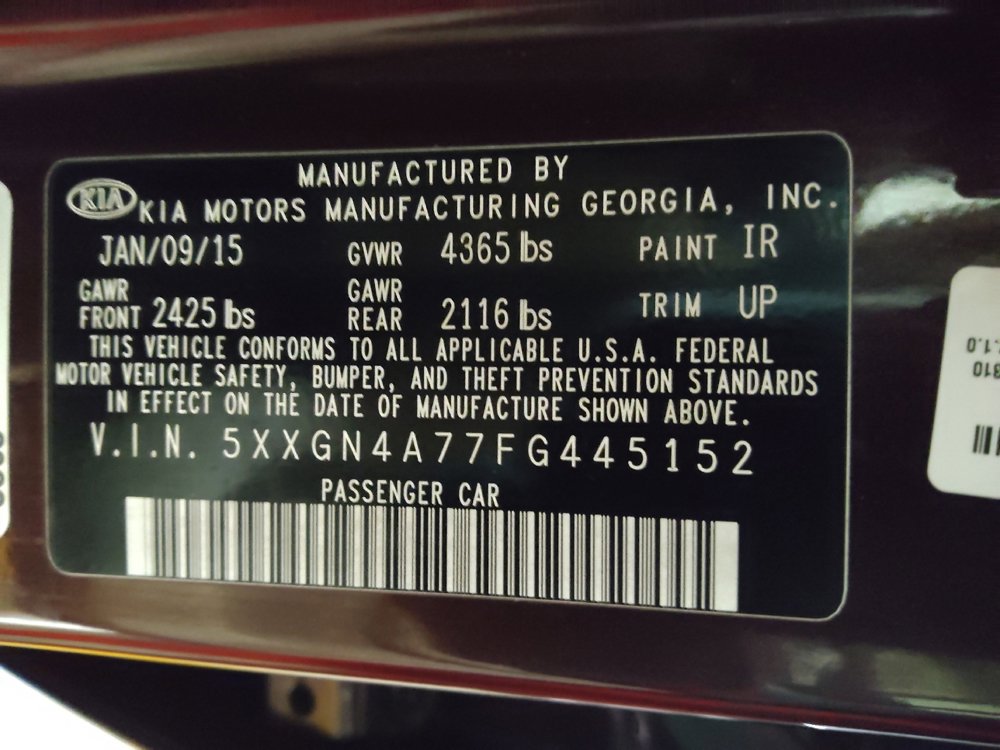 MANUFACTURED BY
KIA KIA MOTORS MANUFACTURING GEORGIA, INC.
JAN/09/15 GVWR 4365 lbs PAINT IR
GAWR FRONT 2425 lbs GAWR REAR 2116 lbs TRIM UP
THIS VEHICLE CONFORMS TO ALL APPLICABLE U.S.A. FEDERAL
MOTOR VEHICLE SAFETY, BUMPER, AND THEFT PREVENTION STANDARDS
IN EFFECT ON THE DATE OF MANUFACTURE SHOWN ABOVE.
V.I.N. 5XXGN4A77FG445152
PASSENGER CAR